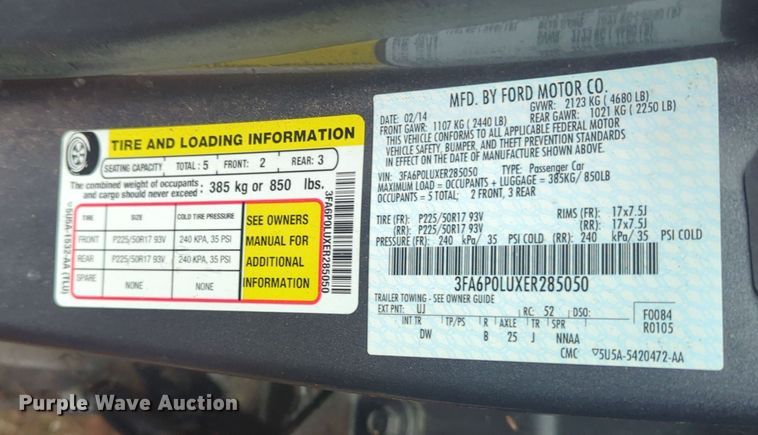 TIRE AND LOADING INFORMATION
SEATING CAPACITY TOTAL: 5 FRONT: 2 REAR: 3
The combined weight of occupants and cargo should never exceed: 385 kg or 850 lbs.
TIRE SIZE COLD TIRE PRESSURE
FRONT P225/50R17 93V 240 KPA, 35 PSI
REAR P225/50R17 93V 240 KPA, 35 PSI
SPARE NONE NONE
SEE OWNERS
MANUAL FOR
ADDITIONAL
INFORMATION
3FA6P0LUXER285050
MFD. BY FORD MOTOR CO.
DATE: 02/14 GVWR: 2123 KG ( 4680 LB)
FRONT GAWR: 1107 KG ( 2440 LB) REAR GAWR: 1021 KG ( 2250 LB)
THIS VEHICLE CONFORMS TO ALL APPLICABLE FEDERAL MOTOR
VEHICLE SAFETY, BUMPER, AND THEFT PREVENTION STANDARDS
IN EFFECT ON THE DATE OF MANUFACTURE SHOWN ABOVE.
VIN: 3FA6P0LUXER285050 TYPE: Passenger Car
MAXIMUM LOAD = OCCUPANTS + LUGGAGE = 385KG/ 850LB
OCCUPANTS = 5 TOTAL: 2 FRONT, 3 REAR
TIRE (FR): P225/50R17 93V RIMS (FR): 17x7.5J
(RR): P225/50R17 93V (RR): 17x7.5J
PRESSURE (FR): 240 kPa/ 35 PSI COLD (RR): 240 kPa/ 35 PSI COLD
3FA6P0LUXER285050
TRAILER TOWING - SEE OWNER GUIDE
EXT PNT: UJ RC: 52 DSO: F0084
INT TR TP/PS R AXLE TR SPR R0105
DW B 25 J NNAA
CMC ▽5U5A-5420472-AA
Purple Wave Auction